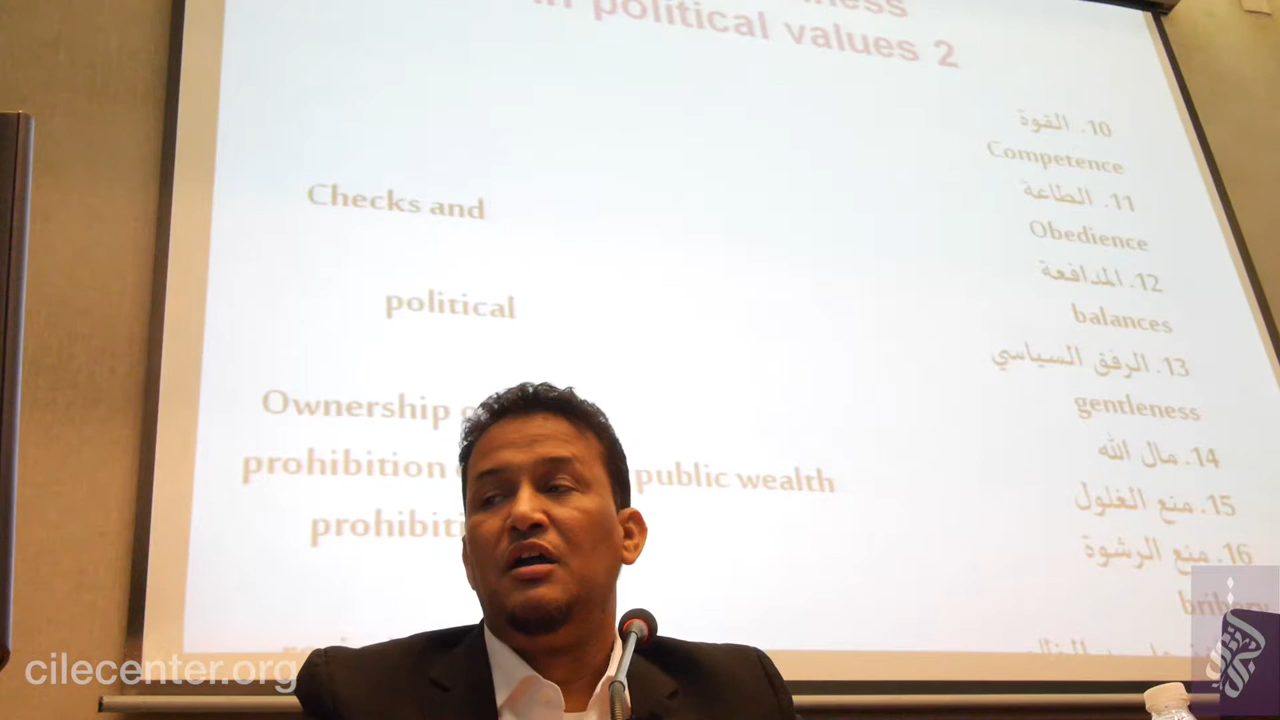 in political values 2
10. القوة
Competence
11. الطاعة
Checks and
Obedience
12. المدافعة
balances
political
13. الرفق السياسي
gentleness
Ownership
14. مال الله
prohibition public wealth
15. منع الغلول
16. منع الرشوة
bribery
cilecenter.org